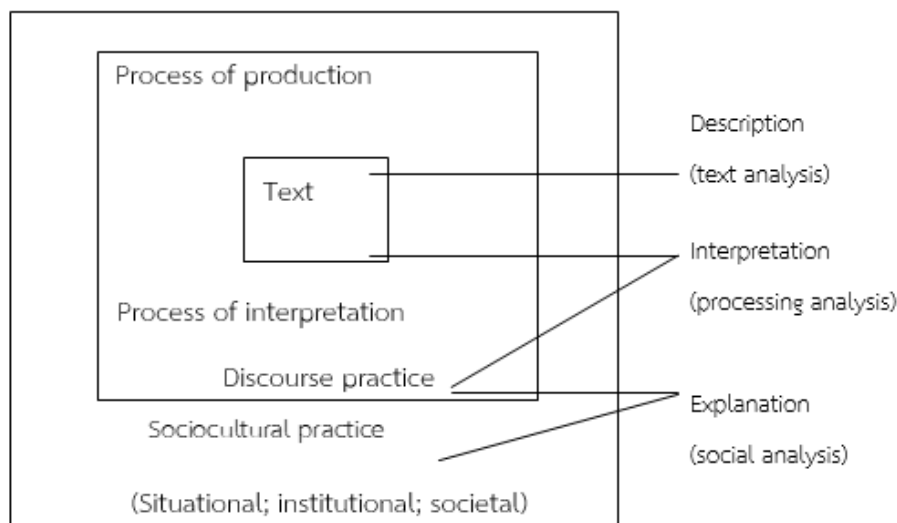 Process of production
Text
Process of interpretation
Discourse practice
Sociocultural practice
(Situational; institutional; societal)
Description
(text analysis)
Interpretation
(processing analysis)
Explanation
(social analysis)